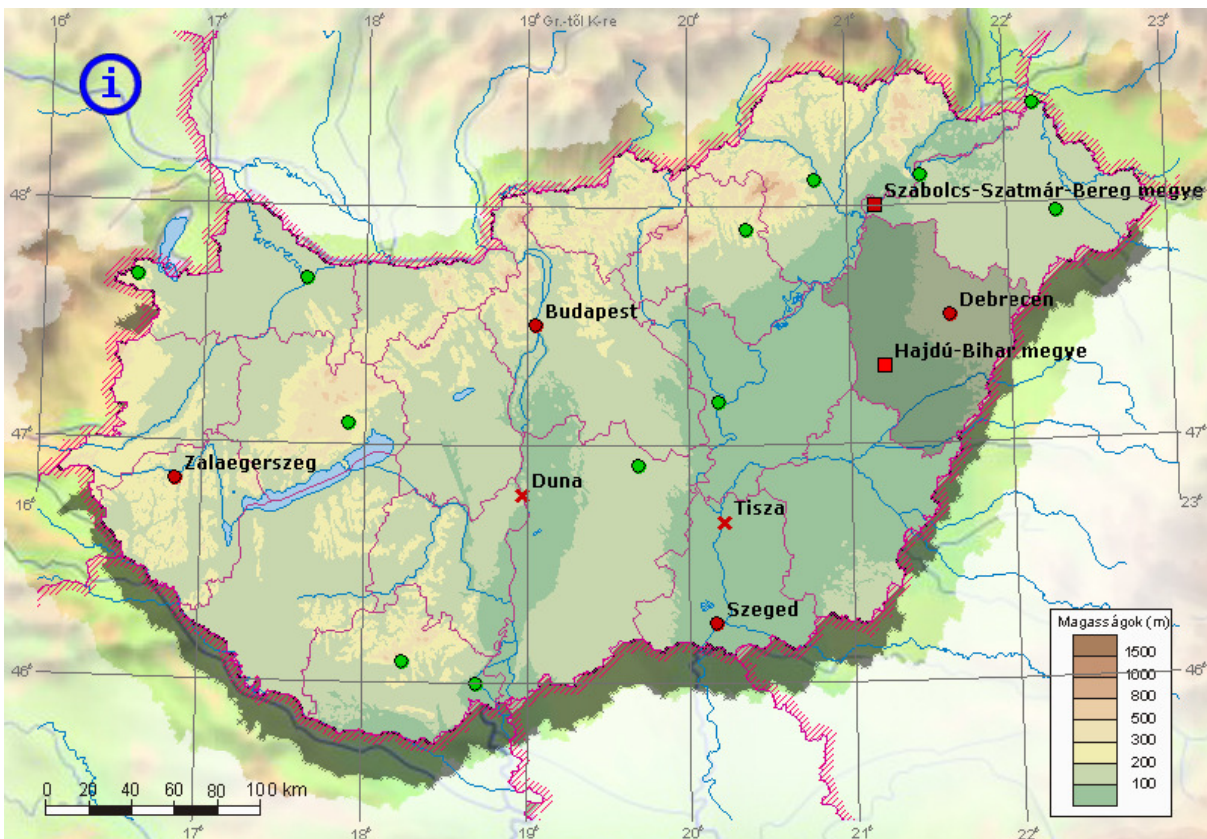 16° 17° 18° 19° Gr.-től K-re 20° 21° 22° 23°
i
48° 48°
Szabolcs-Szatmár-Bereg megye
Budapest
Debrecen
Hajdú-Bihar megye
47° 47°
Zalaegerszeg
Duna
46° 23°
Tisza
Szeged
Magasságok (m)
1500
1000
800
500
300
200
100
46° 46°
0 20 40 60 80 100 km
17° 18° 19° 20° 21° 22°